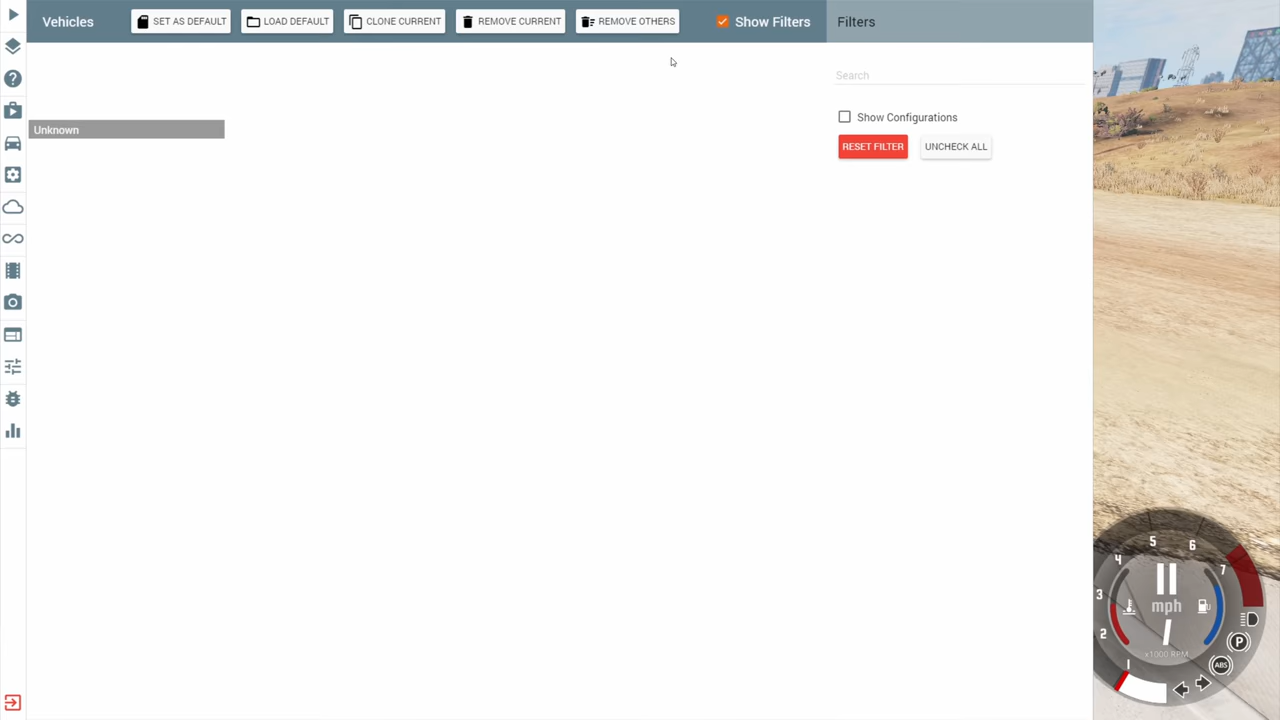 Vehicles
SET AS DEFAULT
LOAD DEFAULT
CLONE CURRENT
REMOVE CURRENT
REMOVE OTHERS
Show Filters
Filters
Search
Show Configurations
RESET FILTER
UNCHECK ALL
Unknown
5
6
4
7
3
mph
2
x1000 RPM
P
ABS
1